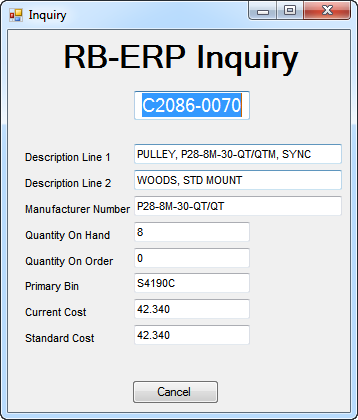 Inquiry
RB-ERP Inquiry
C2086-0070
Description Line 1 PULLEY, P28-8M-30-QT/QTM, SYNC
Description Line 2 WOODS, STD MOUNT
Manufacturer Number P28-8M-30-QT/QT
Quantity On Hand 8
Quantity On Order 0
Primary Bin S4190C
Current Cost 42.340
Standard Cost 42.340
Cancel